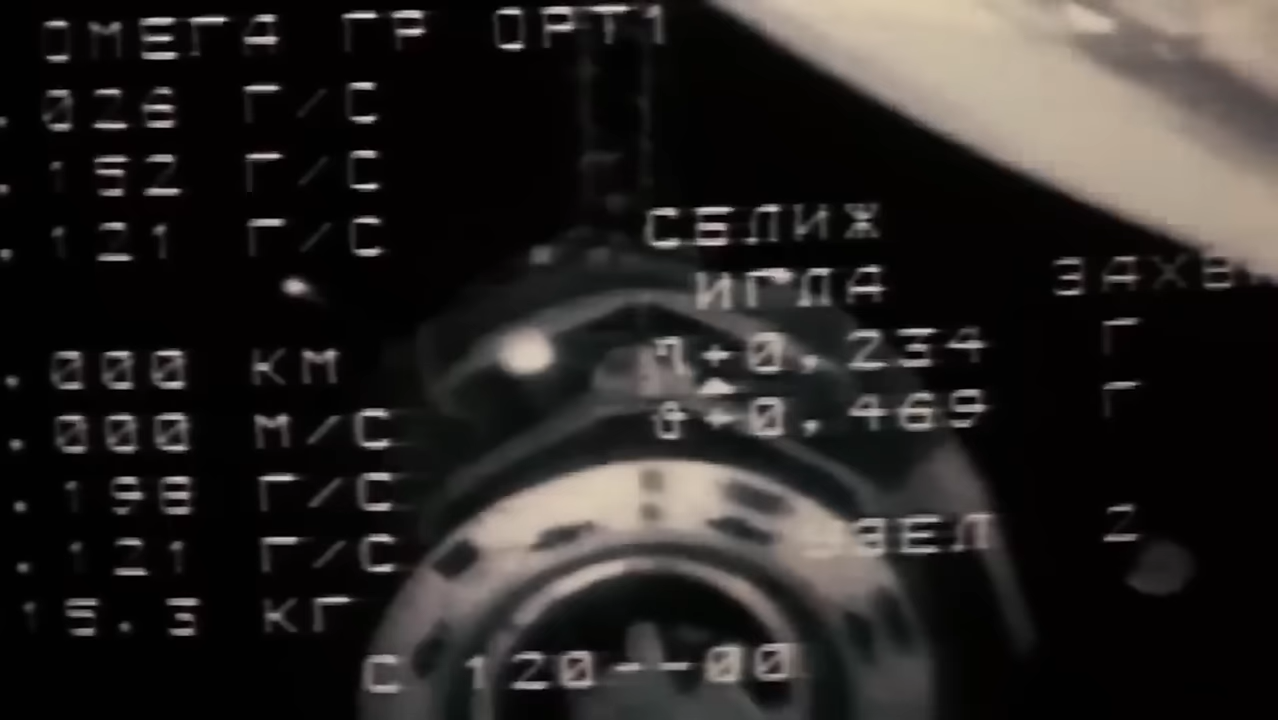 ОМЕГА ГР ОРТ1
.026 Г/С
.152 Г/С
.121 Г/С
СБЛИЖ
ИГЛА ЗАХВ
η+0,234 Г
.000 КМ
ϑ+0,469 Г
.000 М/С
.198 Г/С
УЗЕЛ 2
.121 Г/С
15.3 КГ
С 120--00